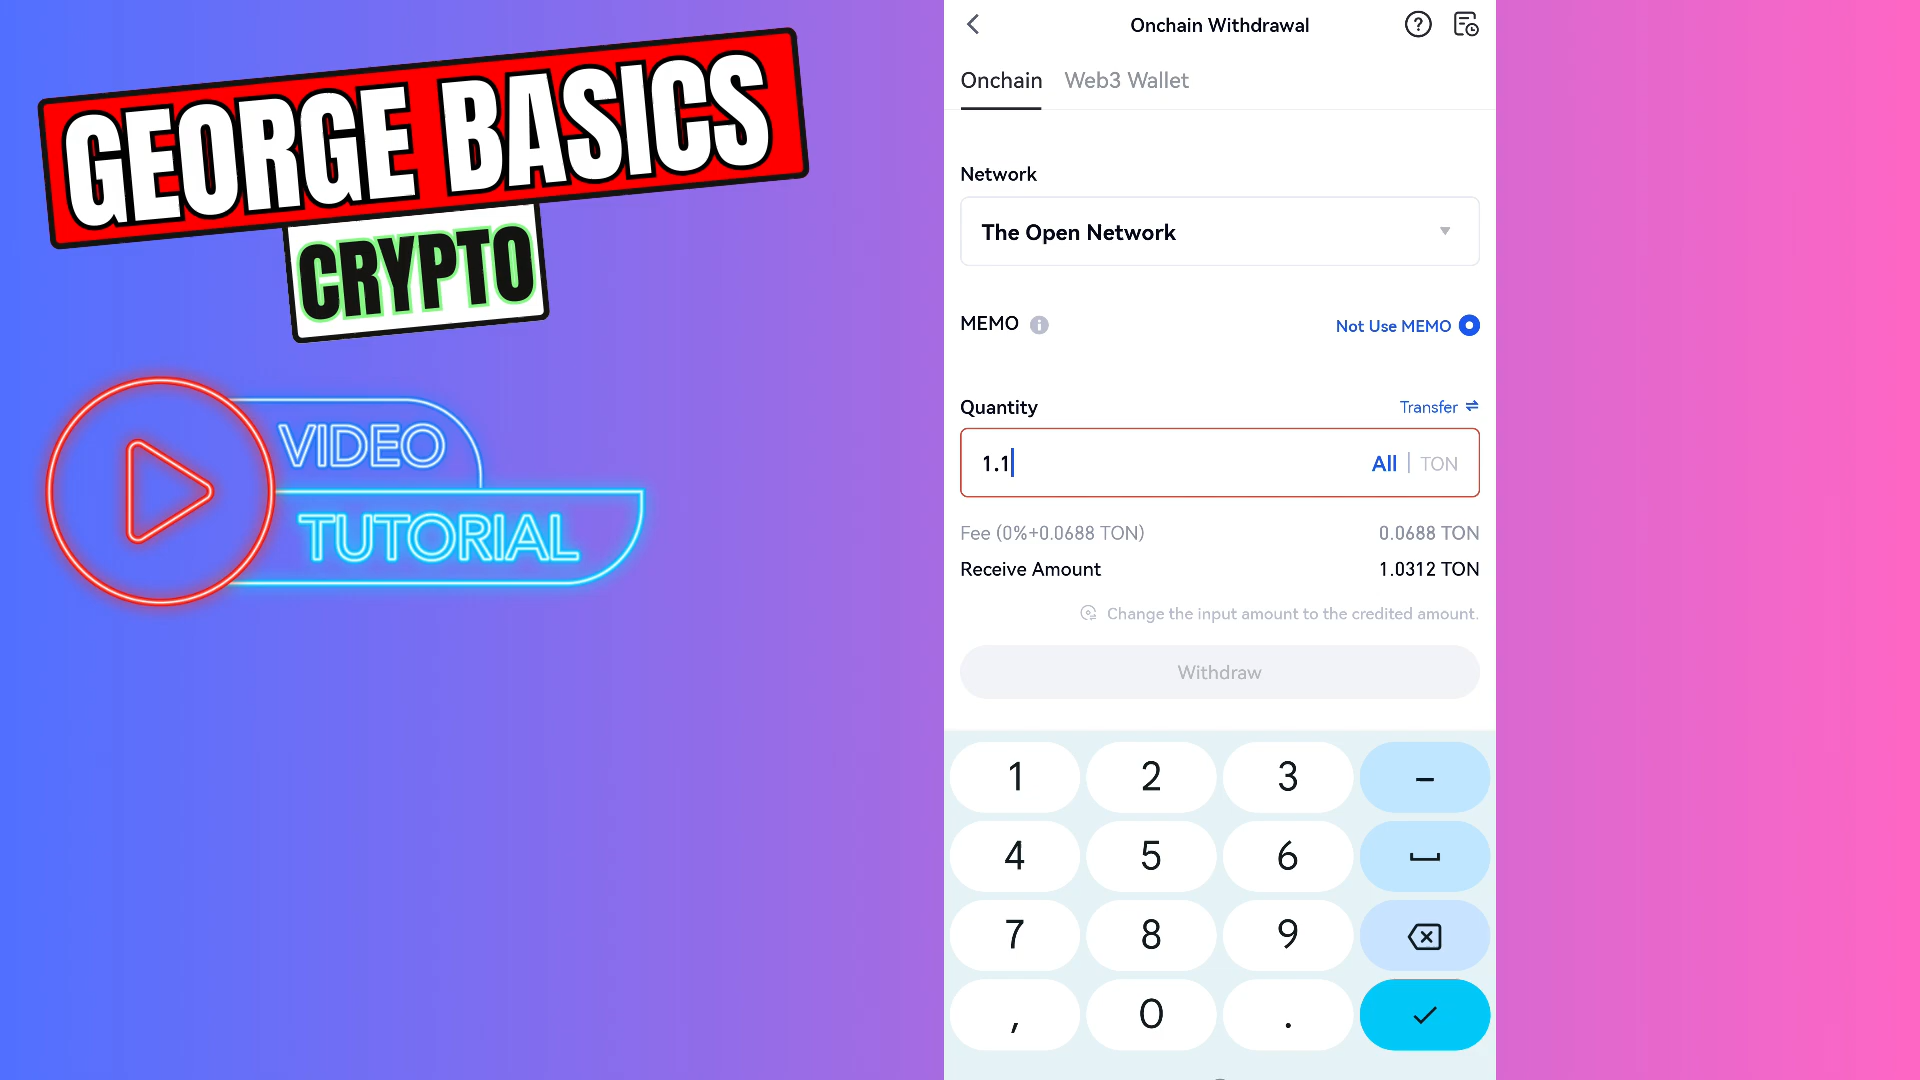 GEORGE BASICS
CRYPTO
VIDEO
TUTORIAL
Onchain Withdrawal
Onchain Web3 Wallet
Network
The Open Network
MEMO
Not Use MEMO
Quantity
Transfer
1.1
All | TON
Fee (0%+0.0688 TON) 0.0688 TON
Receive Amount 1.0312 TON
Change the input amount to the credited amount.
Withdraw
1 2 3 –
4 5 6
7 8 9
, 0 .